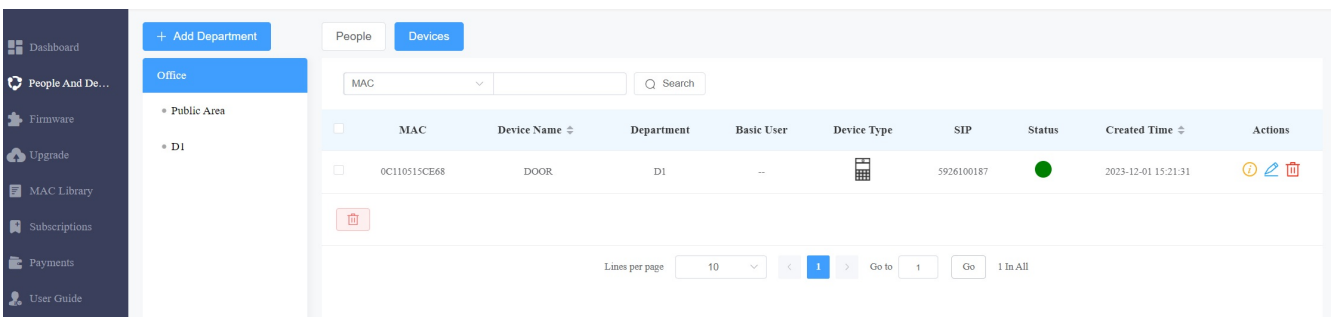 Dashboard
People And De...
Firmware
Upgrade
MAC Library
Subscriptions
Payments
User Guide
+ Add Department
Office
Public Area
D1
People Devices
MAC Search
MAC Device Name Department Basic User Device Type SIP Status Created Time Actions
0C110515CE68 DOOR D1 -- 5926100187 2023-12-01 15:21:31
Lines per page 10 < 1 > Go to 1 Go 1 In All